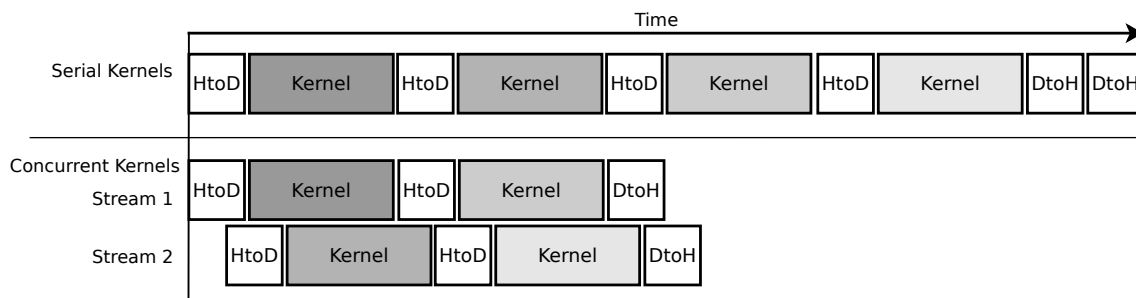 Time
Serial Kernels HtoD Kernel HtoD Kernel HtoD Kernel HtoD Kernel DtoH DtoH
Concurrent Kernels
Stream 1 HtoD Kernel HtoD Kernel DtoH
Stream 2 HtoD Kernel HtoD Kernel DtoH